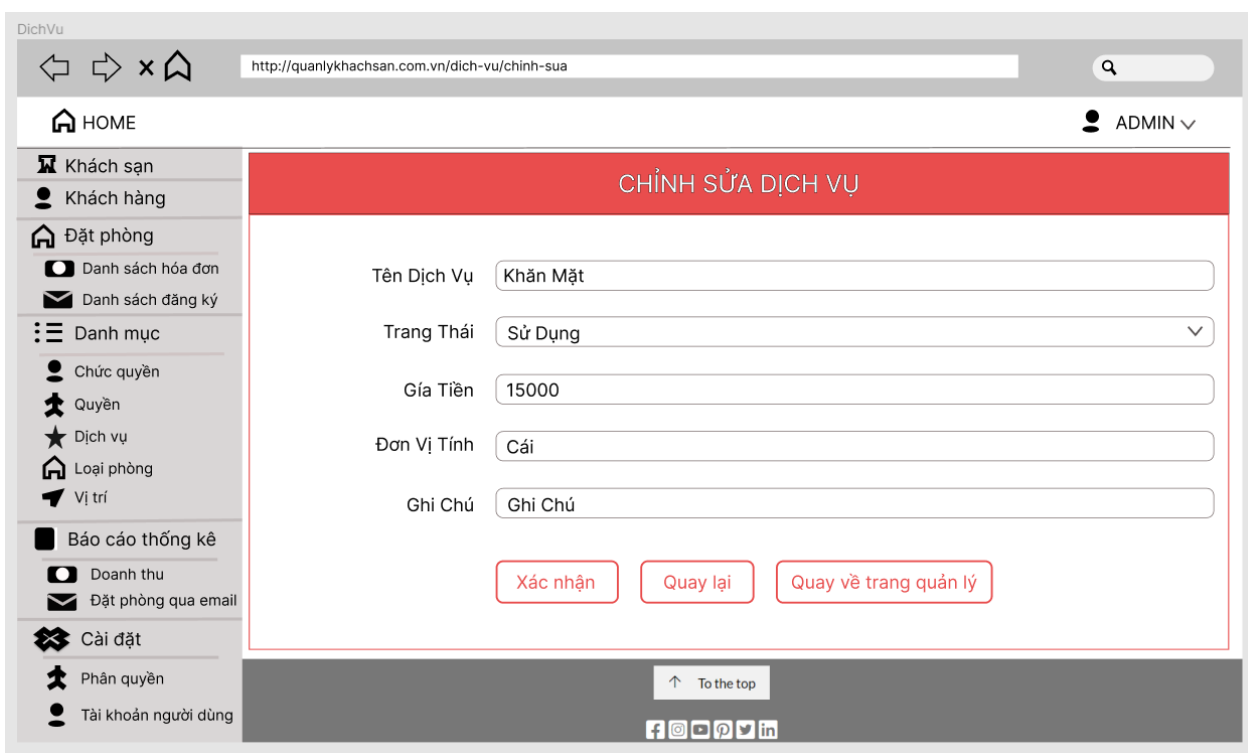 DichVu
http://quanlykhachsan.com.vn/dich-vu/chinh-sua
HOME
ADMIN
Khách sạn
Khách hàng
Đặt phòng
Danh sách hóa đơn
Danh sách đăng ký
Danh mục
Chức quyền
Quyền
Dịch vụ
Loại phòng
Vị trí
Báo cáo thống kê
Doanh thu
Đặt phòng qua email
Cài đặt
Phân quyền
Tài khoản người dùng
CHỈNH SỬA DỊCH VỤ
Tên Dịch Vụ Khăn Mặt
Trang Thái Sử Dụng
Gía Tiền 15000
Đơn Vị Tính Cái
Ghi Chú Ghi Chú
Xác nhận Quay lại Quay về trang quản lý
To the top